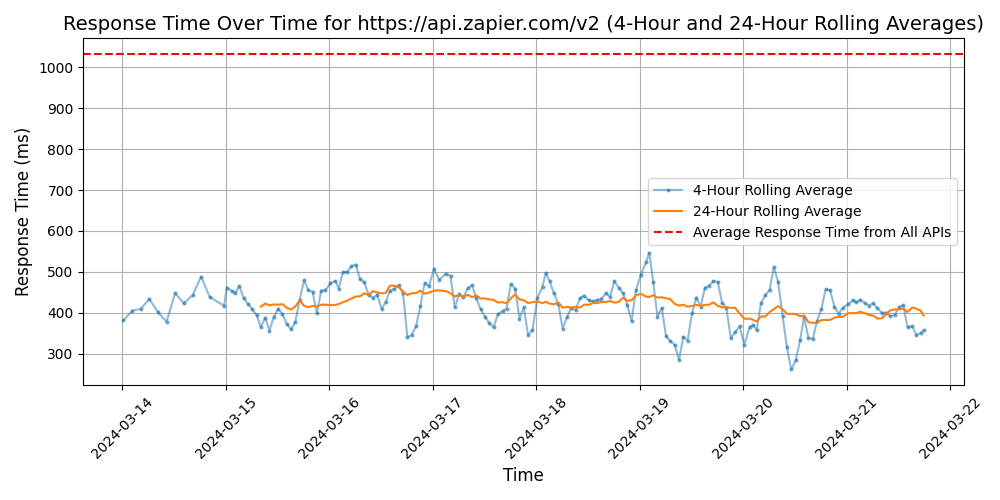 Response Time Over Time for https://api.zapier.com/v2 (4-Hour and 24-Hour Rolling Averages)
Response Time (ms)
1000
900
800
700
600
500
400
300
4-Hour Rolling Average
24-Hour Rolling Average
Average Response Time from All APIs
2024-03-14
2024-03-15
2024-03-16
2024-03-17
2024-03-18
2024-03-19
2024-03-20
2024-03-21
2024-03-22
Time